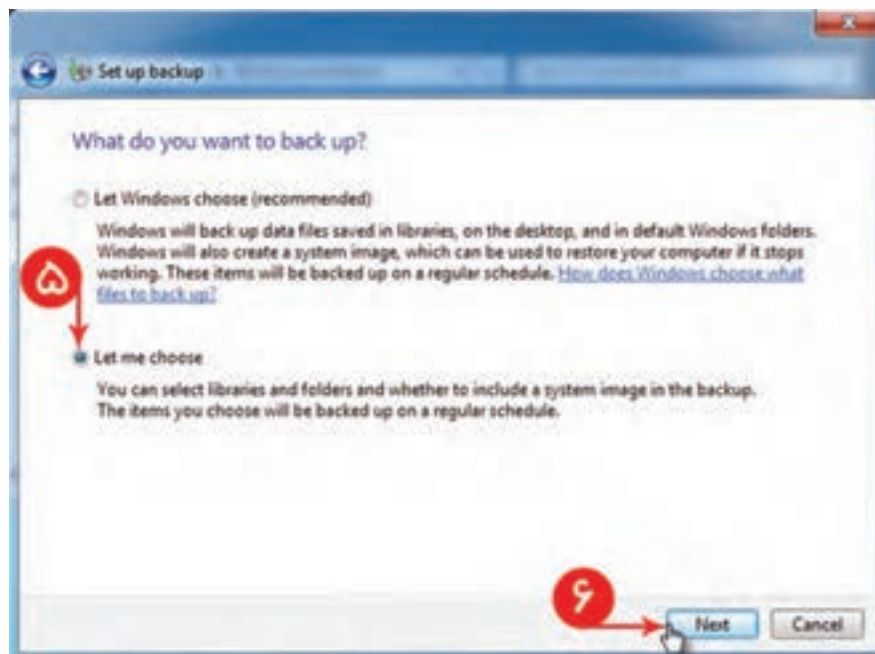 Set up backup
What do you want to back up?
Let Windows choose (recommended)
Windows will back up data files saved in libraries, on the desktop, and in default Windows folders.
Windows will also create a system image, which can be used to restore your computer if it stops
working. These items will be backed up on a regular schedule. How does Windows choose what
files to back up?
۵
Let me choose
You can select libraries and folders and whether to include a system image in the backup.
The items you choose will be backed up on a regular schedule.
۶
Next Cancel